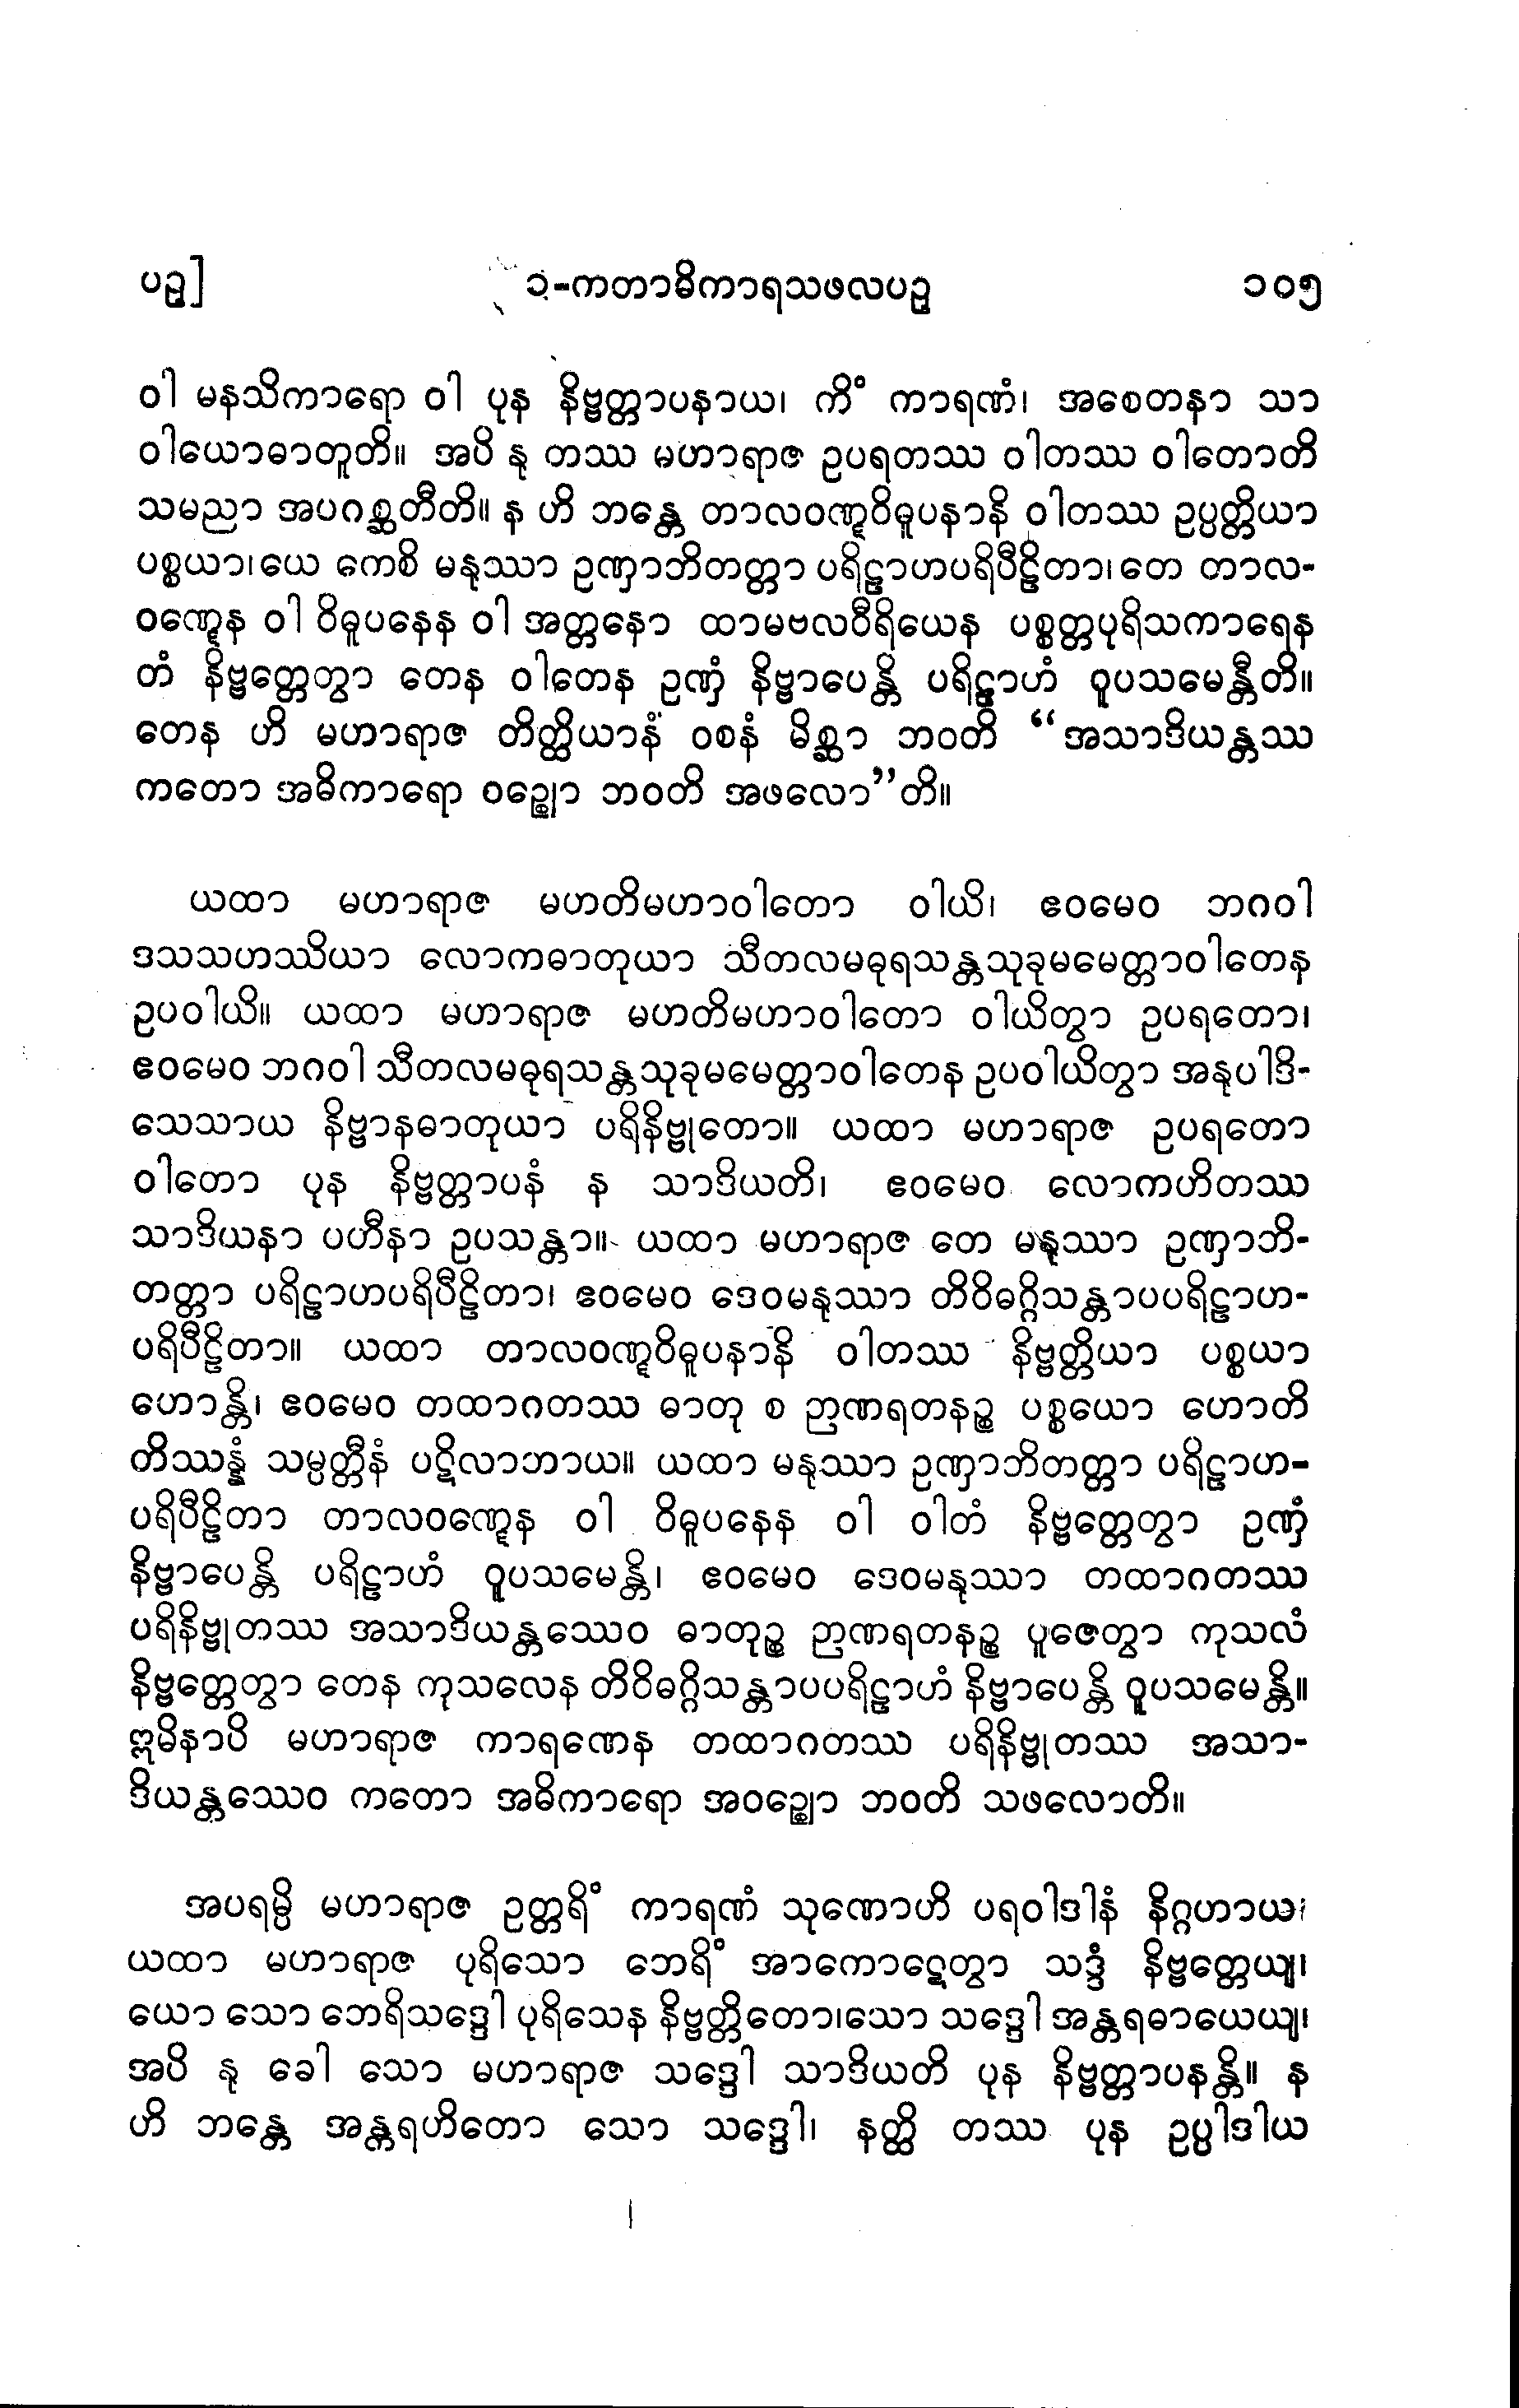 ပဥှ]
၁-ကတာဓိကာရသဖလပဥှ
၁၀၅
ဝါ မနသိကာရော ဝါ ပုန နိဗ္ဗတ္တာပနာယ၊ ကိံ ကာရဏံ၊ အစေတနာ သာ
ဝါယောဓာတူတိ။ အပိ နု တဿ မဟာရာဇ ဥပရတဿ ဝါတဿ ဝါတောတိ
သမညာ အပဂစ္ဆတီတိ။ န ဟိ ဘန္တေ တာလဝဏ္ဋဝိဓူပနာနိ ဝါတဿ ဥပ္ပတ္တိယာ
ပစ္စယာ၊ ယေ ကေစိ မနုဿာ ဥဏှာဘိတတ္တာ ပရိဠာဟပရိပီဠိတာ၊ တေ တာလ-
ဝဏ္ဋေန ဝါ ဝိဓူပနေန ဝါ အတ္တနော ထာမဗလဝီရိယေန ပစ္စတ္တပုရိသကာရေန
တံ နိဗ္ဗတ္တေတွာ တေန ဝါတေန ဥဏှံ နိဗ္ဗာပေန္တိ ပရိဠာဟံ ဝူပသမေန္တီတိ။
တေန ဟိ မဟာရာဇ တိတ္ထိယာနံ ဝစနံ မိစ္ဆာ ဘဝတိ “အသာဒိယန္တဿ
ကတော အဓိကာရော ဝဉ္ဈော ဘဝတိ အဖလော”တိ။
ယထာ မဟာရာဇ မဟတိမဟာဝါတော ဝါယိ၊ ဧဝမေဝ ဘဂဝါ
ဒသသဟဿိယာ လောကဓာတုယာ သီတလမဓုရသန္တသုခုမမေတ္တာဝါတေန
ဥပဝါယိ။ ယထာ မဟာရာဇ မဟတိမဟာဝါတော ဝါယိတွာ ဥပရတော၊
ဧဝမေဝ ဘဂဝါ သီတလမဓုရသန္တသုခုမမေတ္တာဝါတေန ဥပဝါယိတွာ အနုပါဒိ-
သေသာယ နိဗ္ဗာနဓာတုယာ ပရိနိဗ္ဗုတော။ ယထာ မဟာရာဇ ဥပရတော
ဝါတော ပုန နိဗ္ဗတ္တာပနံ န သာဒိယတိ၊ ဧဝမေဝ လောကဟိတဿ
သာဒိယနာ ပဟီနာ ဥပသန္တာ။ ယထာ မဟာရာဇ တေ မနုဿာ ဥဏှာဘိ-
တတ္တာ ပရိဠာဟပရိပီဠိတာ၊ ဧဝမေဝ ဒေဝမနုဿာ တိဝိဓဂ္ဂိသန္တာပပရိဠာဟ-
ပရိပီဠိတာ။ ယထာ တာလဝဏ္ဋဝိဓူပနာနိ ဝါတဿ နိဗ္ဗတ္တိယာ ပစ္စယာ
ဟောန္တိ၊ ဧဝမေဝ တထာဂတဿ ဓာတု စ ဉာဏရတနဉ္စ ပစ္စယော ဟောတိ
တိဿန္နံ သမ္ပတ္တီနံ ပဋိလာဘာယ။ ယထာ မနုဿာ ဥဏှာဘိတတ္တာ ပရိဠာဟ-
ပရိပီဠိတာ တာလဝဏ္ဋေန ဝါ ဝိဓူပနေန ဝါ ဝါတံ နိဗ္ဗတ္တေတွာ ဥဏှံ
နိဗ္ဗာပေန္တိ ပရိဠာဟံ ဝူပသမေန္တိ၊ ဧဝမေဝ ဒေဝမနုဿာ တထာဂတဿ
ပရိနိဗ္ဗုတဿ အသာဒိယန္တဿေဝ ဓာတုဉ္စ ဉာဏရတနဉ္စ ပူဇေတွာ ကုသလံ
နိဗ္ဗတ္တေတွာ တေန ကုသလေန တိဝိဓဂ္ဂိသန္တာပပရိဠာဟံ နိဗ္ဗာပေန္တိ ဝူပသမေန္တိ။
ဣမိနာပိ မဟာရာဇ ကာရဏေန တထာဂတဿ ပရိနိဗ္ဗုတဿ အသာ-
ဒိယန္တဿေဝ ကတော အဓိကာရော အဝဉ္ဈော ဘဝတိ သဖလောတိ။
အပရမ္ပိ မဟာရာဇ ဥတ္တရိံ ကာရဏံ သုဏောဟိ ပရဝါဒါနံ နိဂ္ဂဟာယ၊
ယထာ မဟာရာဇ ပုရိသော ဘေရိံ အာကောဋေတွာ သဒ္ဒံ နိဗ္ဗတ္တေယျ၊
ယော သော ဘေရိသဒ္ဒေါ ပုရိသေန နိဗ္ဗတ္တိတော၊ သော သဒ္ဒေါ အန္တရဓာယေယျ၊
အပိ နု ခေါ သော မဟာရာဇ သဒ္ဒေါ သာဒိယတိ ပုန နိဗ္ဗတ္တာပနန္တိ။ န
ဟိ ဘန္တေ အန္တရဟိတော သော သဒ္ဒေါ၊ နတ္ထိ တဿ ပုန ဥပ္ပါဒါယ